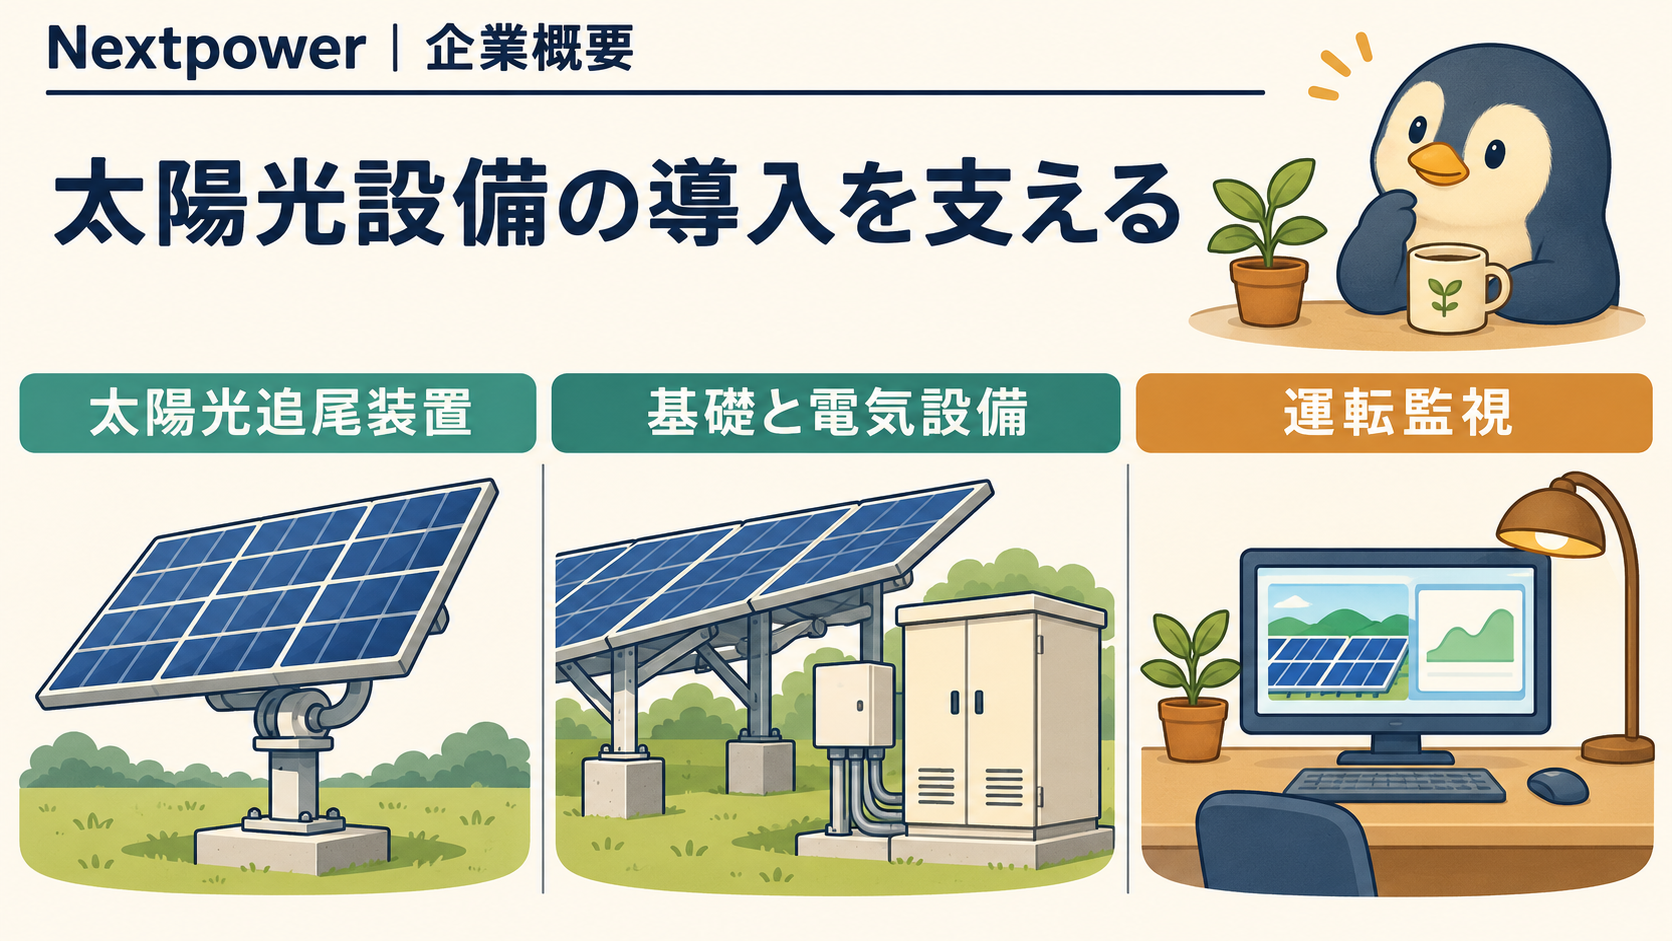 Nextpower｜企業概要
太陽光設備の導入を支える
太陽光追尾装置
基礎と電気設備
運転監視